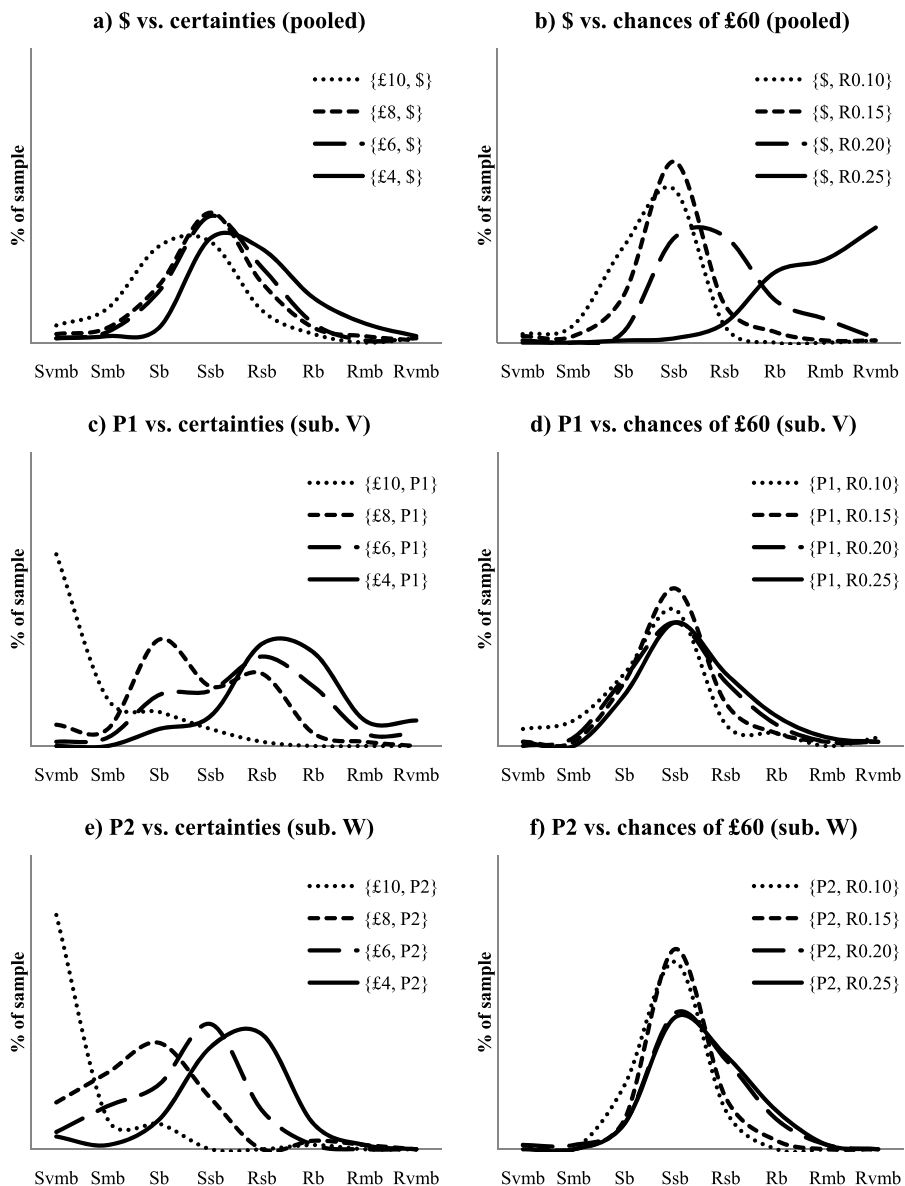 a) $ vs. certainties (pooled)
% of sample
{£10, $}
{£8, $}
{£6, $}
{£4, $}
Svmb Smb Sb Ssb Rsb Rb Rmb Rvmb
b) $ vs. chances of £60 (pooled)
% of sample
{$, R0.10}
{$, R0.15}
{$, R0.20}
{$, R0.25}
Svmb Smb Sb Ssb Rsb Rb Rmb Rvmb
c) P1 vs. certainties (sub. V)
% of sample
{£10, P1}
{£8, P1}
{£6, P1}
{£4, P1}
Svmb Smb Sb Ssb Rsb Rb Rmb Rvmb
d) P1 vs. chances of £60 (sub. V)
% of sample
{P1, R0.10}
{P1, R0.15}
{P1, R0.20}
{P1, R0.25}
Svmb Smb Sb Ssb Rsb Rb Rmb Rvmb
e) P2 vs. certainties (sub. W)
% of sample
{£10, P2}
{£8, P2}
{£6, P2}
{£4, P2}
Svmb Smb Sb Ssb Rsb Rb Rmb Rvmb
f) P2 vs. chances of £60 (sub. W)
% of sample
{P2, R0.10}
{P2, R0.15}
{P2, R0.20}
{P2, R0.25}
Svmb Smb Sb Ssb Rsb Rb Rmb Rvmb